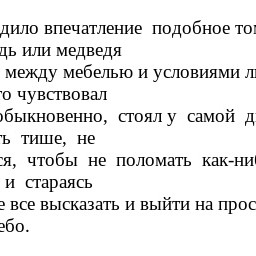 дило впечатление подобное то
дь или медведя
между мебелью и условиями
то чувствовал
обыкновенно, стоял у самой
ть тише, не
ся, чтобы не поломать как-ни
и стараясь
е все высказать и выйти на прос
ебо.